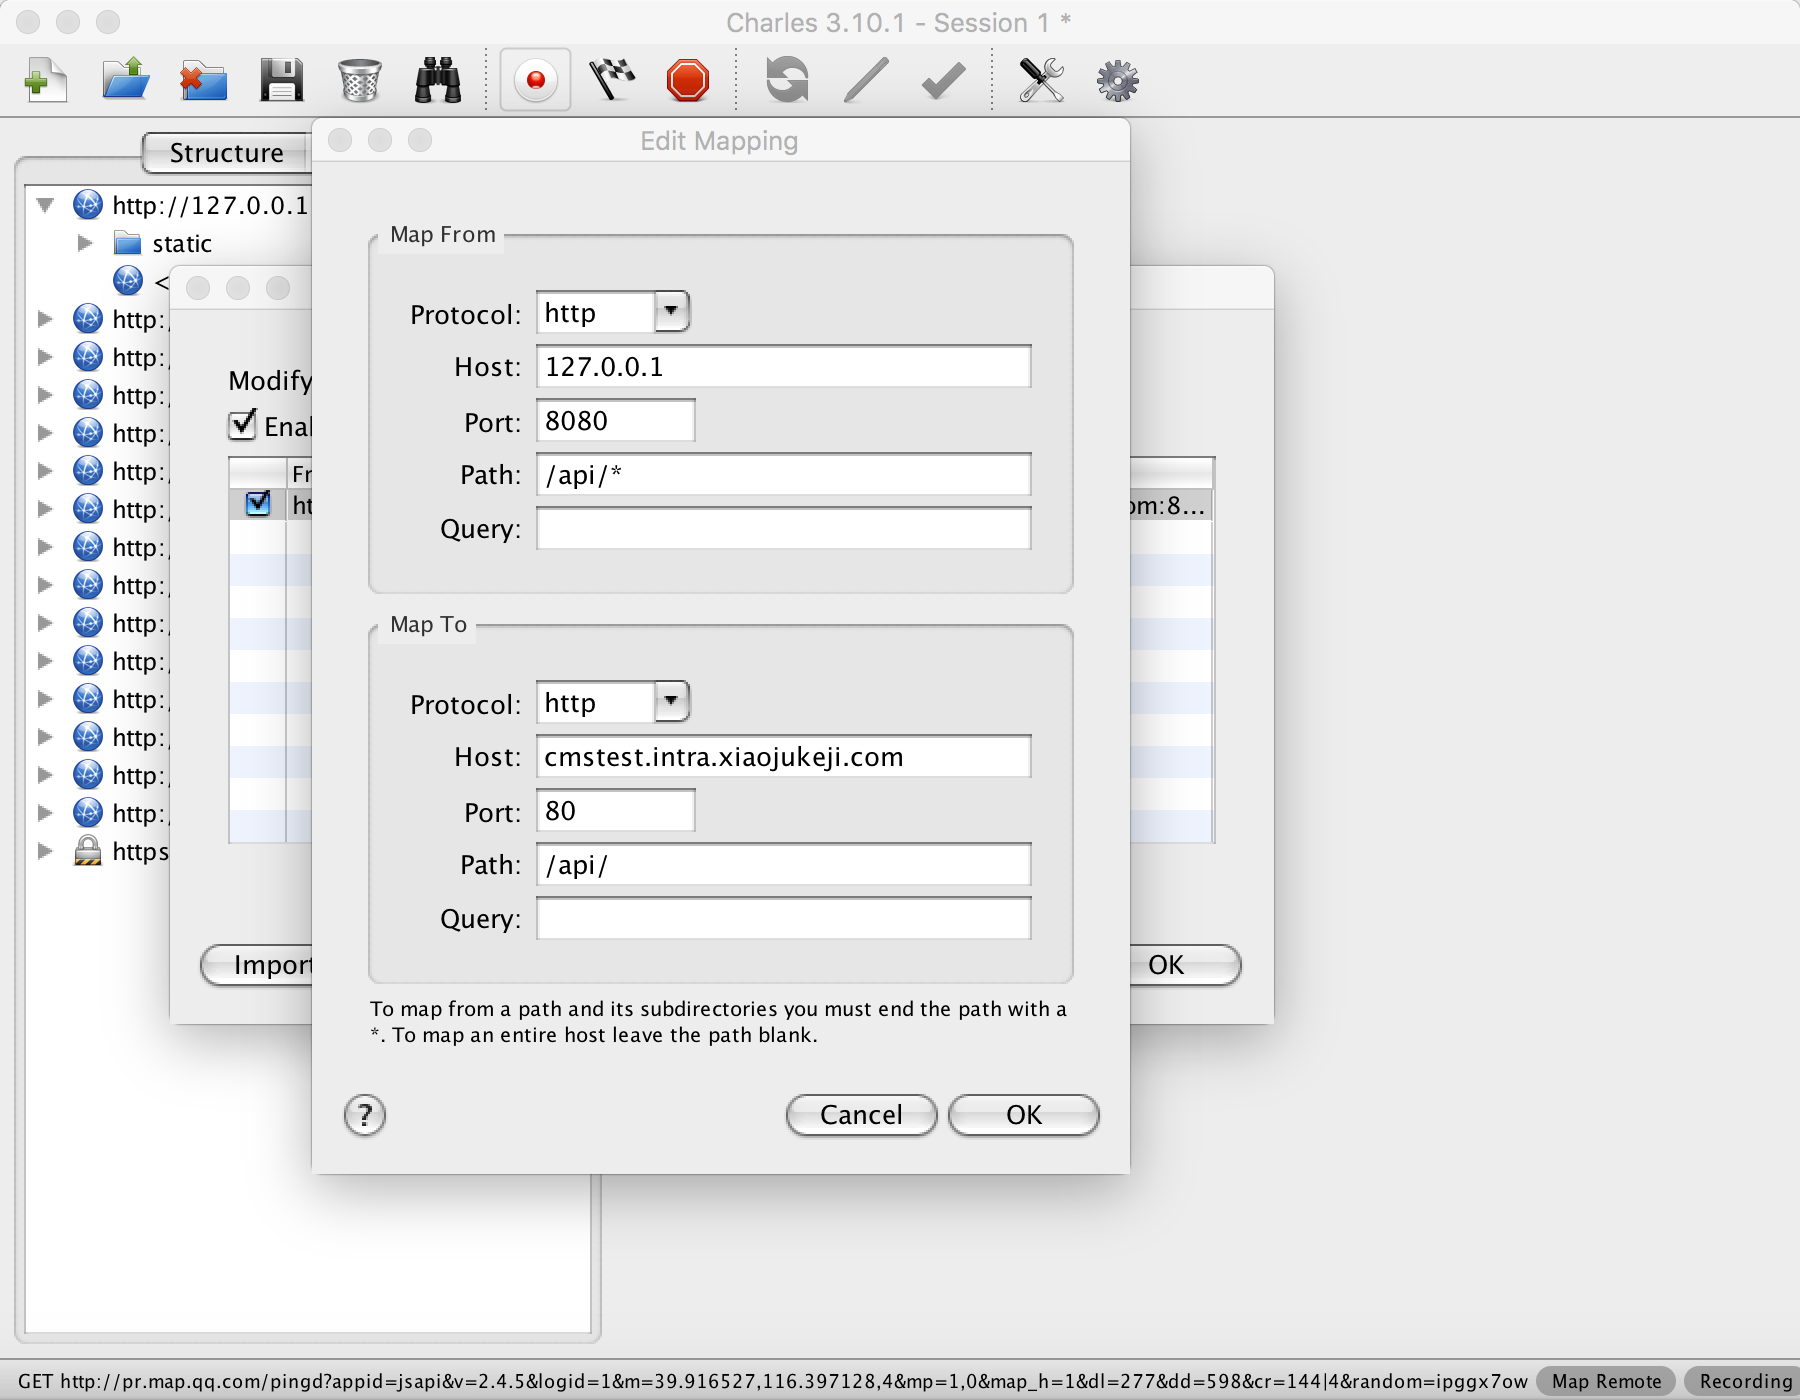 Charles 3.10.1 - Session 1 *
Structure
http://127.0.0.1
static
<
http:/
http:/
http:/
http:/
http:/
http:/
http:/
http:/
http:/
http:/
http:/
http:/
http:/
http:/
https
Modify
Enal
Fr
ht
om:8...
Import
OK
Edit Mapping
Map From
Protocol: http
Host: 127.0.0.1
Port: 8080
Path: /api/*
Query:
Map To
Protocol: http
Host: cmstest.intra.xiaojukeji.com
Port: 80
Path: /api/
Query:
To map from a path and its subdirectories you must end the path with a
*. To map an entire host leave the path blank.
? Cancel OK
GET http://pr.map.qq.com/pingd?appid=jsapi&v=2.4.5&logid=1&m=39.916527,116.397128,4&mp=1,0&map_h=1&dl=277&dd=598&cr=144|4&random=ipggx7ow Map Remote Recording